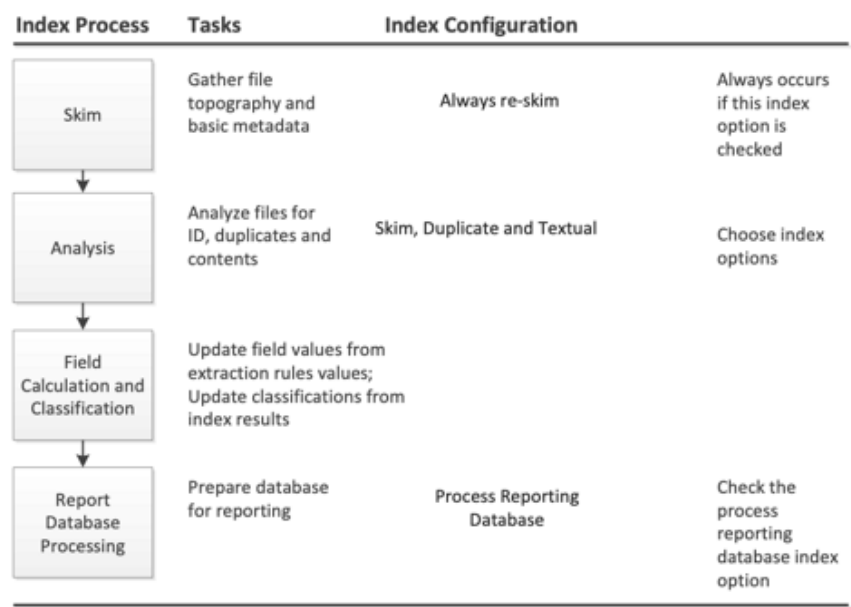 Index Process
Tasks
Index Configuration
Skim
Gather file
topography and
basic metadata
Always re-skim
Always occurs
if this index
option is
checked
Analysis
Analyze files for
ID, duplicates and
contents
Skim, Duplicate and Textual
Choose index
options
Field
Calculation and
Classification
Update field values from
extraction rules values;
Update classifications from
index results
Report
Database
Processing
Prepare database
for reporting
Process Reporting
Database
Check the
process
reporting
database index
option